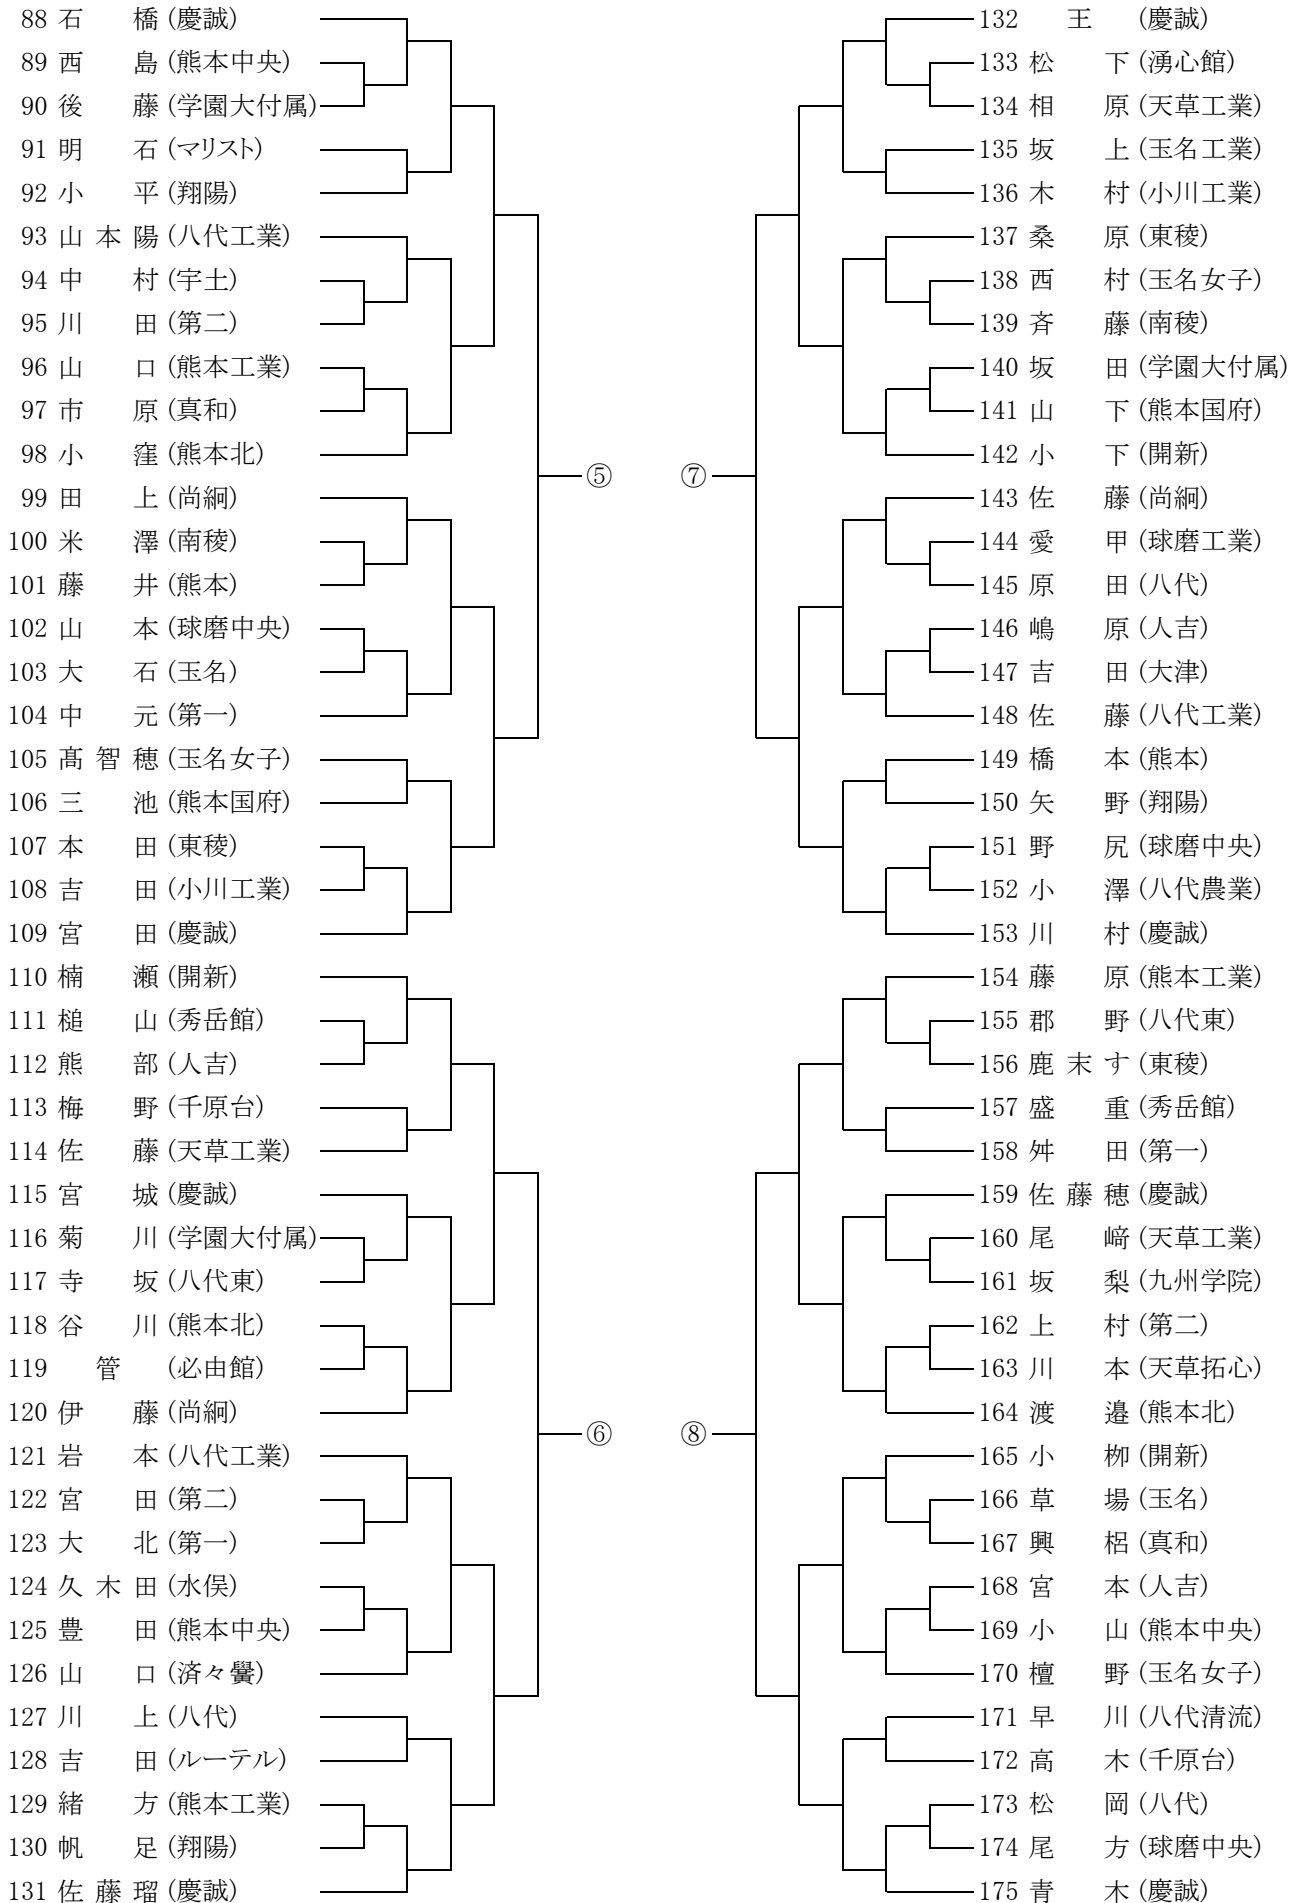 88 石 橋 (慶誠)
89 西 島 (熊本中央)
90 後 藤 (学園大付属)
91 明 石 (マリスト)
92 小 平 (翔陽)
93 山 本 陽 (八代工業)
94 中 村 (宇土)
95 川 田 (第二)
96 山 口 (熊本工業)
97 市 原 (真和)
98 小 窪 (熊本北)
⑤
99 田 上 (尚絅)
100 米 澤 (南稜)
101 藤 井 (熊本)
102 山 本 (球磨中央)
103 大 石 (玉名)
104 中 元 (第一)
105 髙 智 穂 (玉名女子)
106 三 池 (熊本国府)
107 本 田 (東稜)
108 吉 田 (小川工業)
109 宮 田 (慶誠)
110 楠 瀬 (開新)
111 槌 山 (秀岳館)
112 熊 部 (人吉)
113 梅 野 (千原台)
114 佐 藤 (天草工業)
115 宮 城 (慶誠)
116 菊 川 (学園大付属)
117 寺 坂 (八代東)
118 谷 川 (熊本北)
119 管 (必由館)
120 伊 藤 (尚絅)
⑥
121 岩 本 (八代工業)
122 宮 田 (第二)
123 大 北 (第一)
124 久 木 田 (水俣)
125 豊 田 (熊本中央)
126 山 口 (済々黌)
127 川 上 (八代)
128 吉 田 (ルーテル)
129 緒 方 (熊本工業)
130 帆 足 (翔陽)
131 佐 藤 瑠 (慶誠)
132 王 (慶誠)
133 松 下 (湧心館)
134 相 原 (天草工業)
135 坂 上 (玉名工業)
136 木 村 (小川工業)
137 桑 原 (東稜)
138 西 村 (玉名女子)
139 斉 藤 (南稜)
140 坂 田 (学園大付属)
141 山 下 (熊本国府)
142 小 下 (開新)
⑦
143 佐 藤 (尚絅)
144 愛 甲 (球磨工業)
145 原 田 (八代)
146 嶋 原 (人吉)
147 吉 田 (大津)
148 佐 藤 (八代工業)
149 橋 本 (熊本)
150 矢 野 (翔陽)
151 野 尻 (球磨中央)
152 小 澤 (八代農業)
153 川 村 (慶誠)
154 藤 原 (熊本工業)
155 郡 野 (八代東)
156 鹿 末 す (東稜)
157 盛 重 (秀岳館)
158 舛 田 (第一)
159 佐 藤 穂 (慶誠)
160 尾 﨑 (天草工業)
161 坂 梨 (九州学院)
162 上 村 (第二)
163 川 本 (天草拓心)
164 渡 邉 (熊本北)
⑧
165 小 栁 (開新)
166 草 場 (玉名)
167 興 梠 (真和)
168 宮 本 (人吉)
169 小 山 (熊本中央)
170 檀 野 (玉名女子)
171 早 川 (八代清流)
172 高 木 (千原台)
173 松 岡 (八代)
174 尾 方 (球磨中央)
175 青 木 (慶誠)